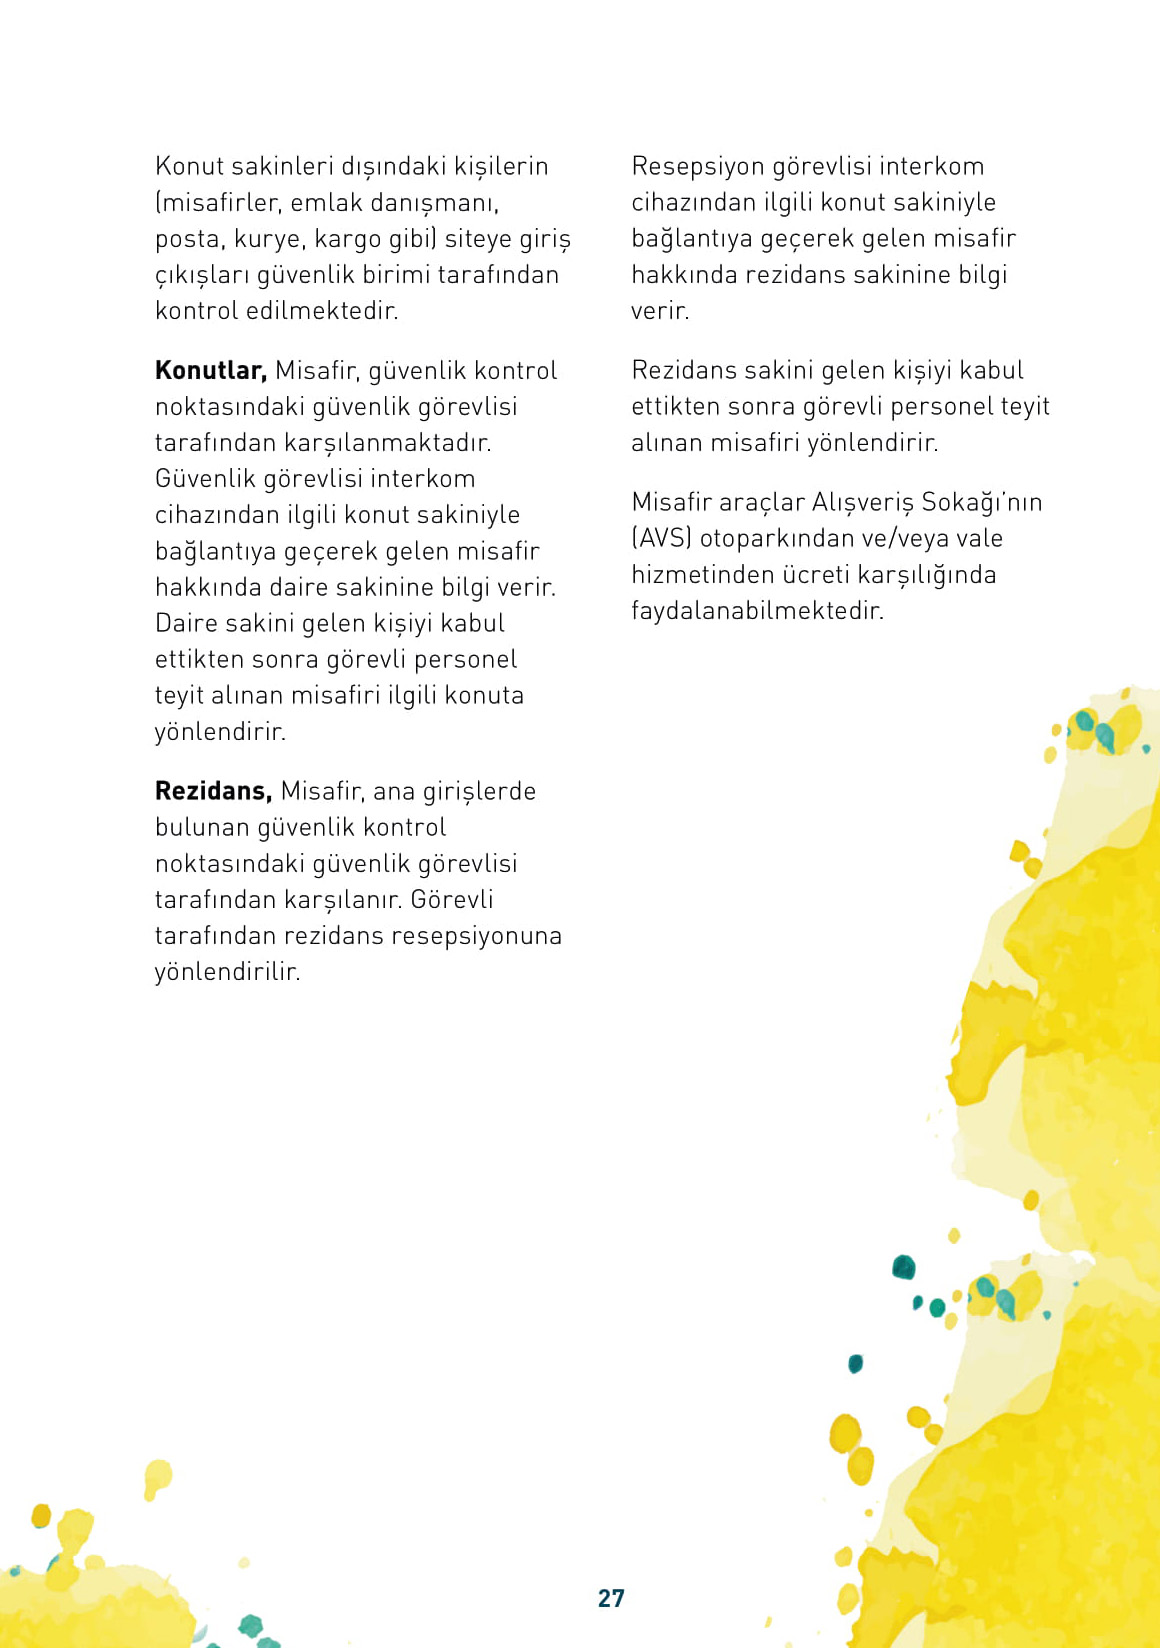 Konut sakinleri dışındaki kişilerin
(misafirler, emlak danışmanı,
posta, kurye, kargo gibi) siteye giriş
çıkışları güvenlik birimi tarafından
kontrol edilmektedir.
Konutlar, Misafir, güvenlik kontrol
noktasındaki güvenlik görevlisi
tarafından karşılanmaktadır.
Güvenlik görevlisi interkom
cihazından ilgili konut sakiniyle
bağlantıya geçerek gelen misafir
hakkında daire sakinine bilgi verir.
Daire sakini gelen kişiyi kabul
ettikten sonra görevli personel
teyit alınan misafiri ilgili konuta
yönlendirir.
Rezidans, Misafir, ana girişlerde
bulunan güvenlik kontrol
noktasındaki güvenlik görevlisi
tarafından karşılanır. Görevli
tarafından rezidans resepsiyonuna
yönlendirilir.
Resepsiyon görevlisi interkom
cihazından ilgili konut sakiniyle
bağlantıya geçerek gelen misafir
hakkında rezidans sakinine bilgi
verir.
Rezidans sakini gelen kişiyi kabul
ettikten sonra görevli personel teyit
alınan misafiri yönlendirir.
Misafir araçlar Alışveriş Sokağı’nın
(AVS) otoparkından ve/veya vale
hizmetinden ücreti karşılığında
faydalanabilmektedir.
27